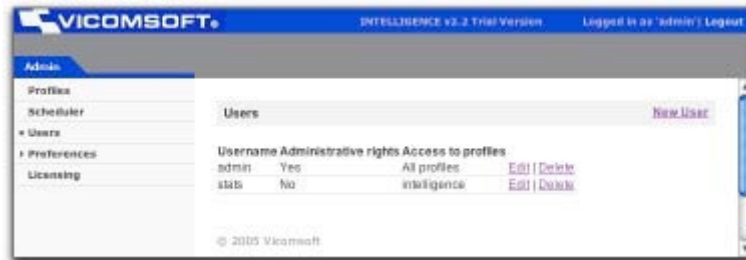 VICOMSOFT.
INTELLIGENCE v2.2 Trial Version
Logged in as 'admin'| Logout
Admin
Profiles
Scheduler
Users
Preferences
Licensing
Users
New User
Username Administrative rights Access to profiles
admin Yes All profiles Edit | Delete
stats No intelligence Edit | Delete
© 2005 Vicomsoft